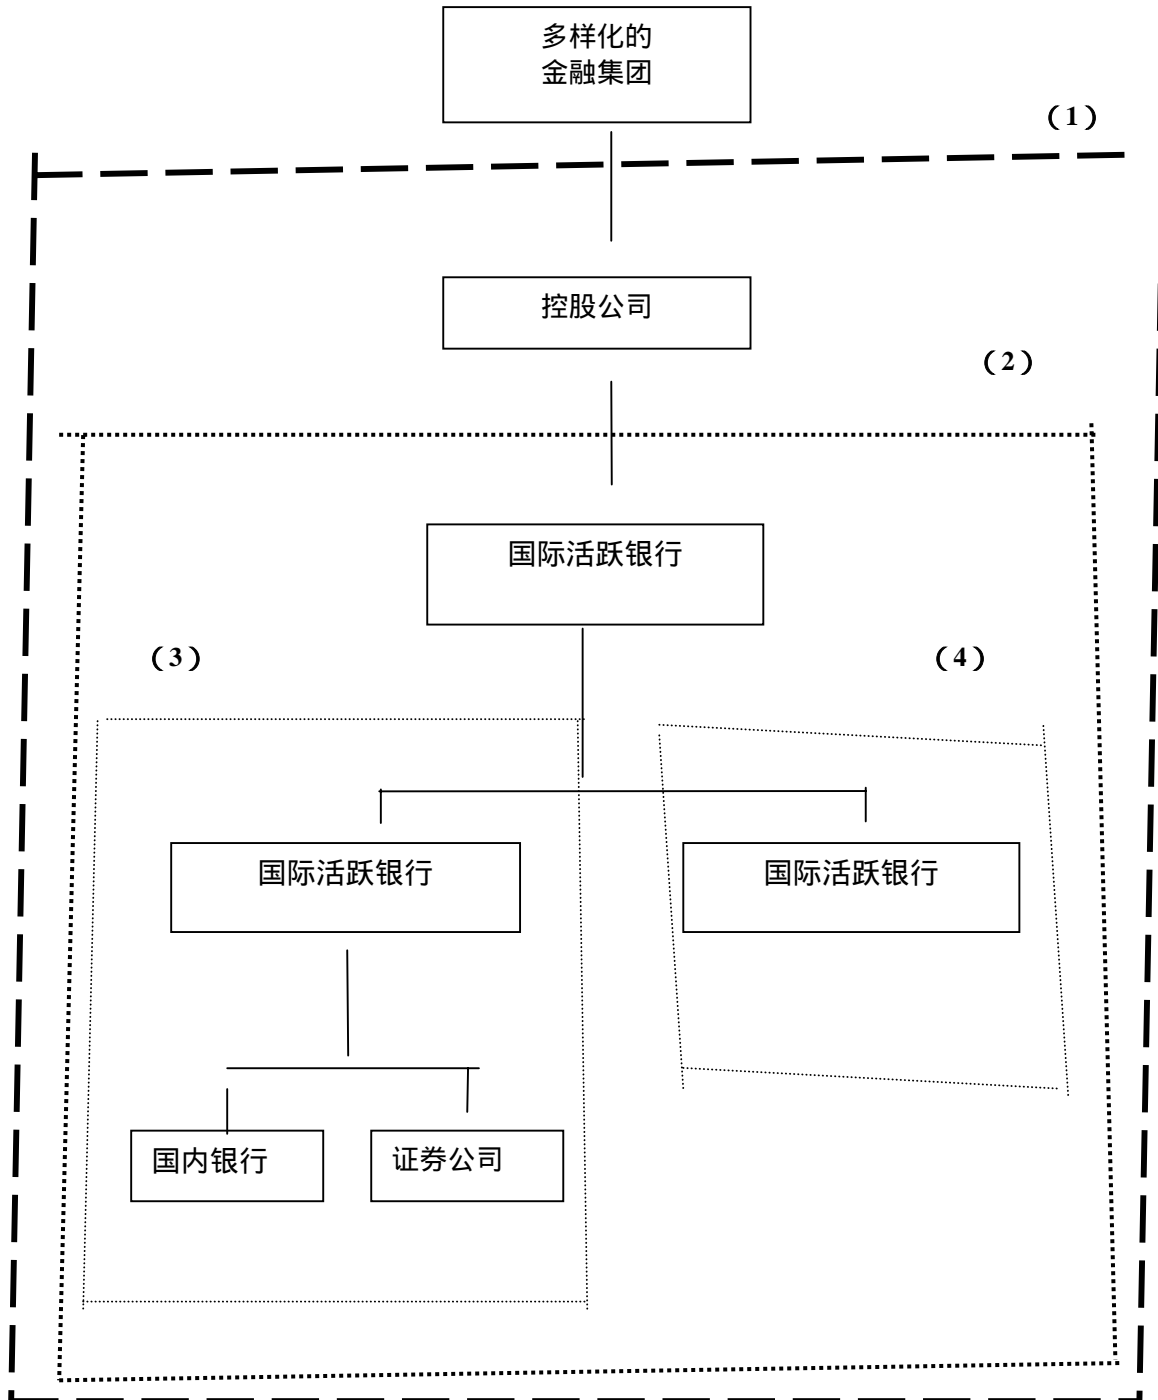 多样化的
金融集团
（1）
控股公司
（2）
国际活跃银行
（3）
（4）
国际活跃银行
国际活跃银行
国内银行
证券公司